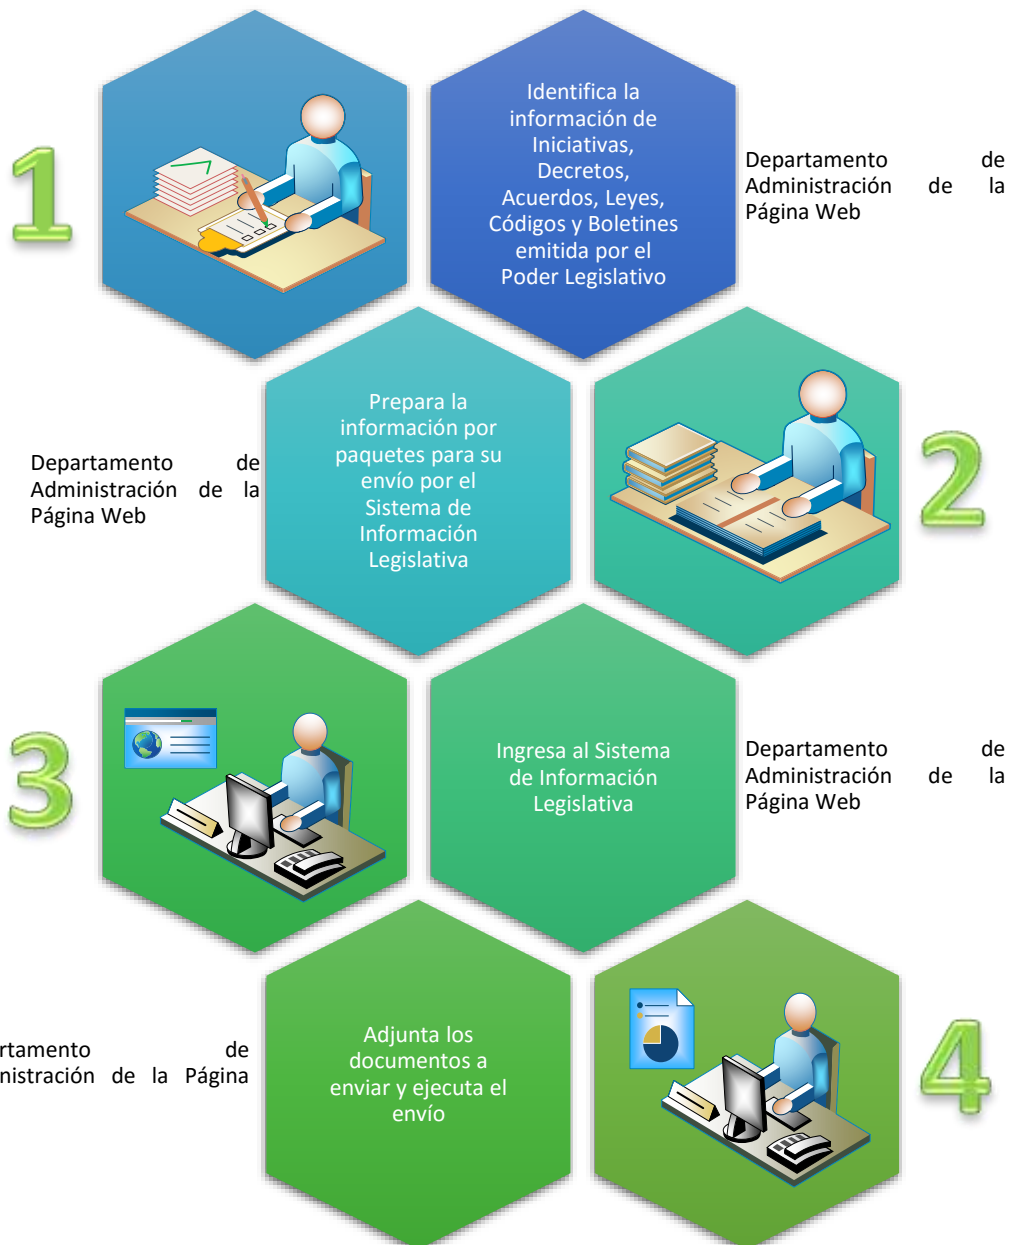 1
Identifica la
información de
Iniciativas,
Decretos,
Acuerdos, Leyes,
Códigos y Boletines
emitida por el
Poder Legislativo
Departamento de
Administración de la
Página Web
Departamento de
Administración de la
Página Web
Prepara la
información por
paquetes para su
envío por el
Sistema de
Información
Legislativa
2
3
Ingresa al Sistema
de Información
Legislativa
Departamento de
Administración de la
Página Web
rtamento de
nistración de la Página
Adjunta los
documentos a
enviar y ejecuta el
envío
4